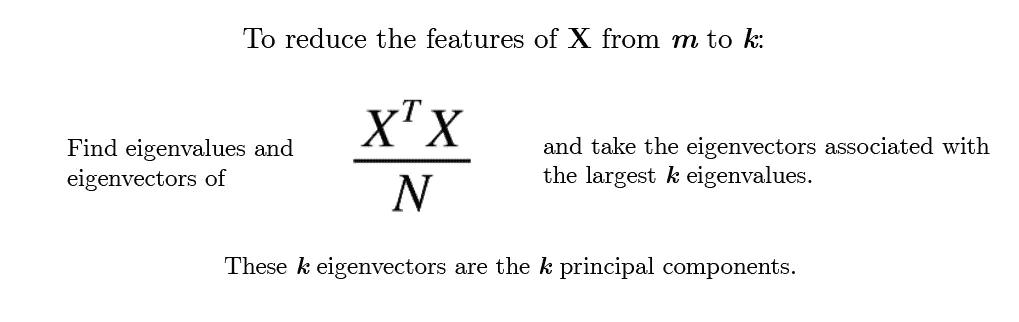 To reduce the features of X from m to k:
Find eigenvalues and
eigenvectors of
X^T X
N
and take the eigenvectors associated with
the largest k eigenvalues.
These k eigenvectors are the k principal components.